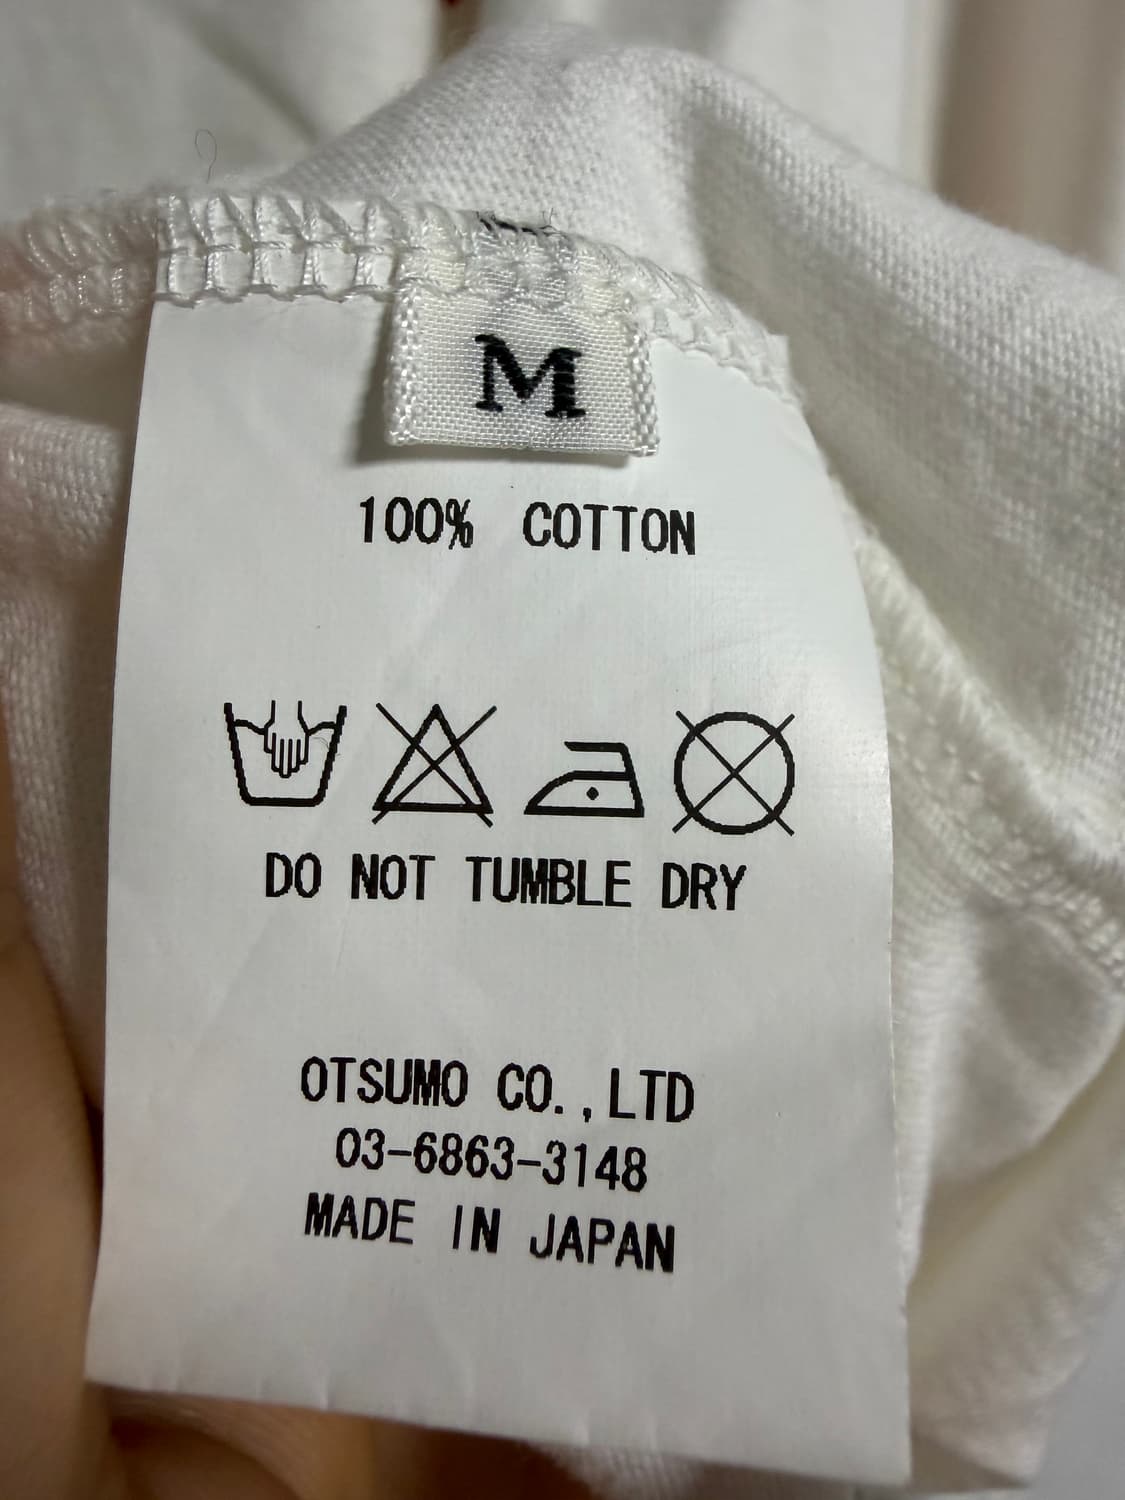 M
100% COTTON
DO NOT TUMBLE DRY
OTSUMO CO.,LTD
03-6863-3148
MADE IN JAPAN